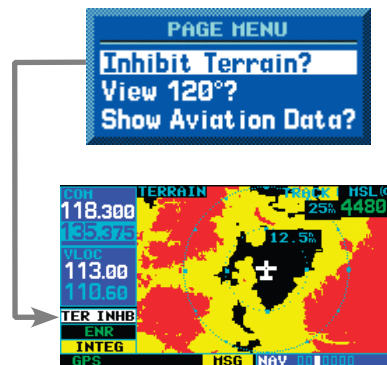 PAGE MENU
Inhibit Terrain?
View 120°?
Show Aviation Data?
COM TERRAIN TRACK MSL(G
118.300 25 4480
135.375 12.5
VLOC
113.00
110.60
TER INHB
ENR
INTEG
GPS MSG NAV